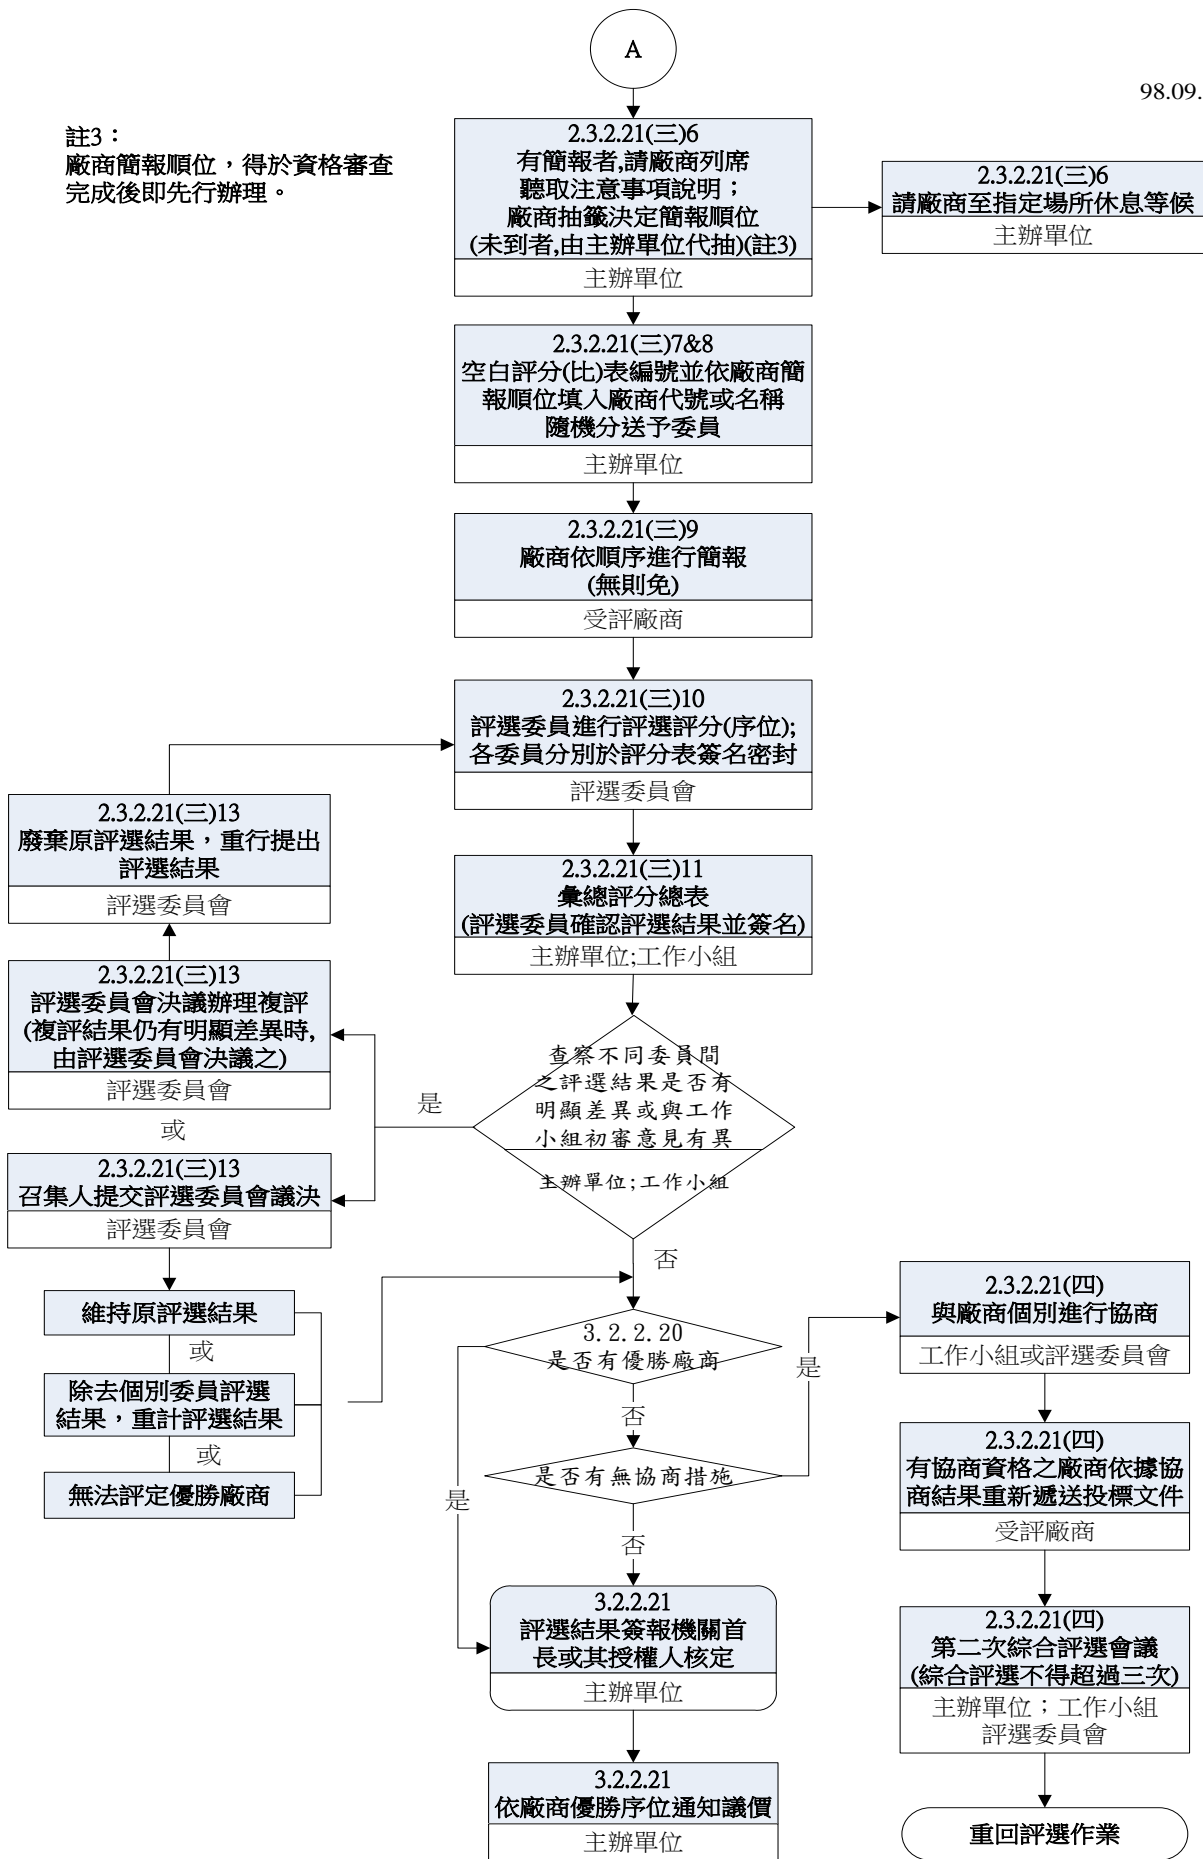 A
98.09.
註3：
廠商簡報順位，得於資格審查
完成後即先行辦理。
2.3.2.21(三)6
有簡報者,請廠商列席
聽取注意事項說明；
廠商抽籤決定簡報順位
(未到者,由主辦單位代抽)(註3)
主辦單位
2.3.2.21(三)6
請廠商至指定場所休息等候
主辦單位
2.3.2.21(三)7&8
空白評分(比)表編號並依廠商簡
報順位填入廠商代號或名稱
隨機分送予委員
主辦單位
2.3.2.21(三)9
廠商依順序進行簡報
(無則免)
受評廠商
2.3.2.21(三)10
評選委員進行評選評分(序位);
各委員分別於評分表簽名密封
評選委員會
2.3.2.21(三)13
廢棄原評選結果，重行提出
評選結果
評選委員會
2.3.2.21(三)11
彙總評分總表
(評選委員確認評選結果並簽名)
主辦單位;工作小組
2.3.2.21(三)13
評選委員會決議辦理複評
(複評結果仍有明顯差異時,
由評選委員會決議之)
評選委員會
或
是
查察不同委員間
之評選結果是否有
明顯差異或與工作
小組初審意見有異
主辦單位;工作小組
2.3.2.21(三)13
召集人提交評選委員會議決
評選委員會
否
維持原評選結果
或
除去個別委員評選
結果，重計評選結果
或
無法評定優勝廠商
3.2.2.20
是否有優勝廠商
是
否
是否有無協商措施
是
否
2.3.2.21(四)
與廠商個別進行協商
工作小組或評選委員會
2.3.2.21(四)
有協商資格之廠商依據協
商結果重新遞送投標文件
受評廠商
3.2.2.21
評選結果簽報機關首
長或其授權人核定
主辦單位
2.3.2.21(四)
第二次綜合評選會議
(綜合評選不得超過三次)
主辦單位；工作小組
評選委員會
3.2.2.21
依廠商優勝序位通知議價
主辦單位
重回評選作業